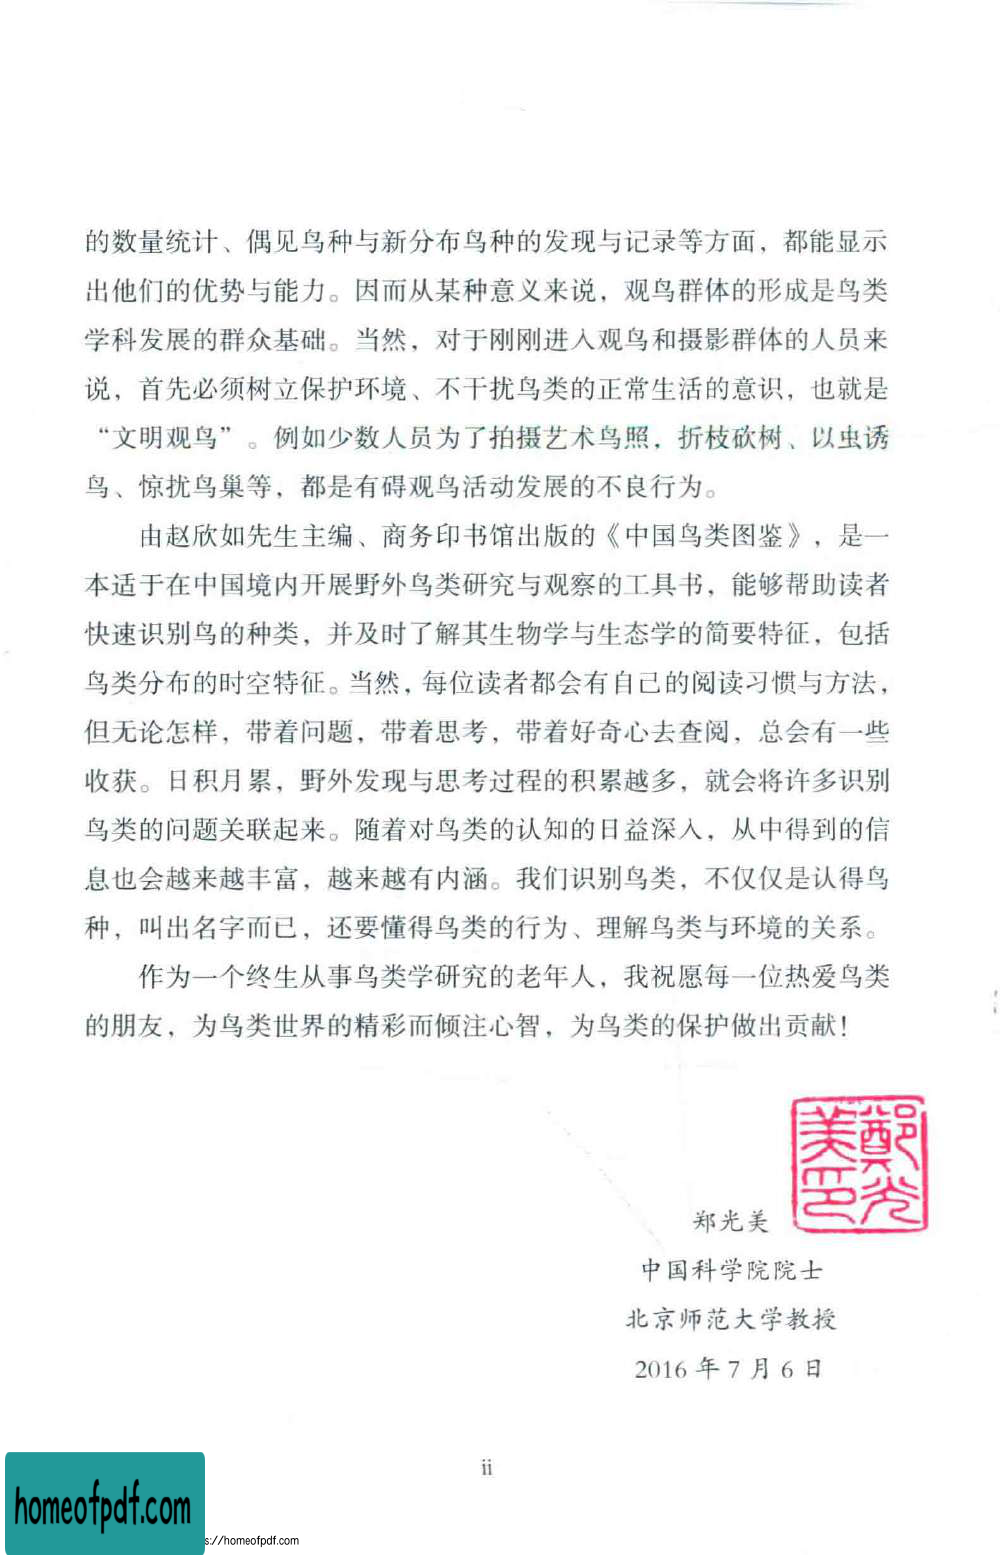 的数量统计、偶见鸟种与新分布鸟种的发现与记录等方面，都能显示
出他们的优势与能力。因而从某种意义来说，观鸟群体的形成是鸟类
学科发展的群众基础。当然，对于刚刚进入观鸟和摄影群体的人员来
说，首先必须树立保护环境、不干扰鸟类的正常生活的意识，也就是
“文明观鸟”。例如少数人员为了拍摄艺术鸟照，折枝砍树、以虫诱
鸟、惊扰鸟巢等，都是有碍观鸟活动发展的不良行为。
由赵欣如先生主编、商务印书馆出版的《中国鸟类图鉴》，是一
本适于在中国境内开展野外鸟类研究与观察的工具书，能够帮助读者
快速识别鸟的种类，并及时了解其生物学与生态学的简要特征，包括
鸟类分布的时空特征。当然，每位读者都会有自己的阅读习惯与方法，
但无论怎样，带着问题，带着思考，带着好奇心去查阅，总会有一些
收获。日积月累，野外发现与思考过程的积累越多，就会将许多识别
鸟类的问题关联起来。随着对鸟类的认知的日益深入，从中得到的信
息也会越来越丰富，越来越有内涵。我们识别鸟类，不仅仅是认得鸟
种，叫出名字而已，还要懂得鸟类的行为、理解鸟类与环境的关系。
作为一个终生从事鸟类学研究的老年人，我祝愿每一位热爱鸟类
的朋友，为鸟类世界的精彩而倾注心智，为鸟类的保护做出贡献！
鄭光
美印
郑光美
中国科学院院士
北京师范大学教授
2016 年 7 月 6 日
ii
homeofpdf.com
s://homeofpdf.com